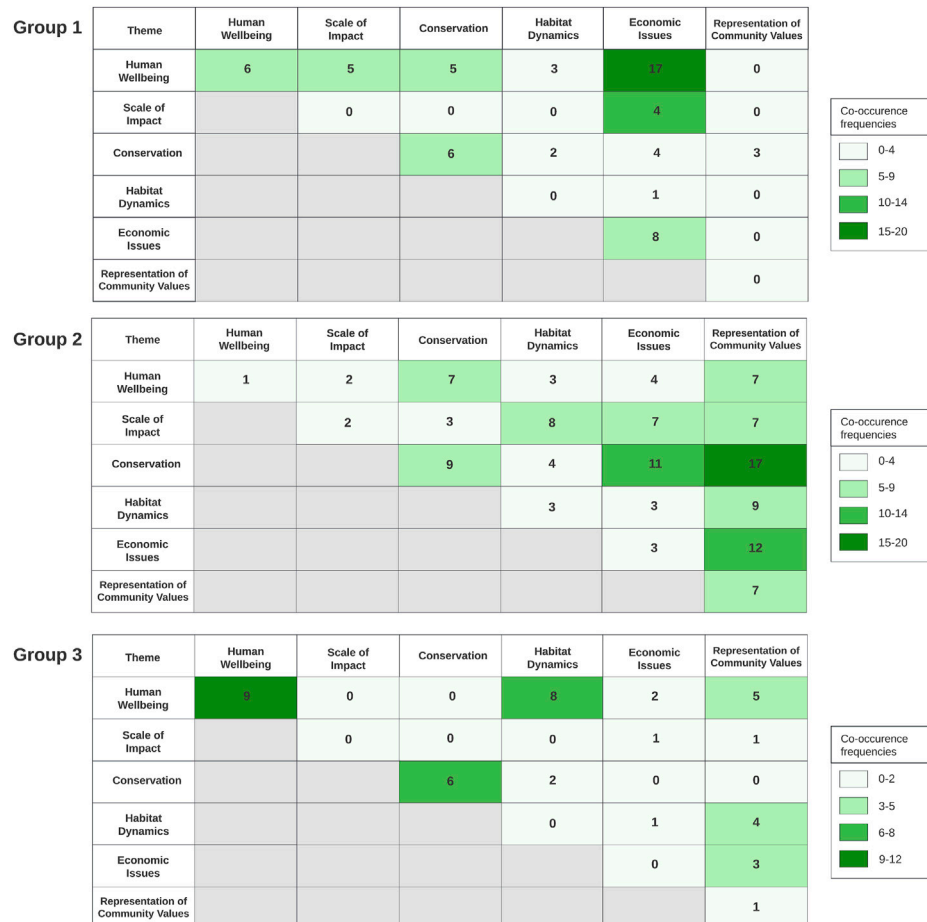 Group 1
Theme Human Wellbeing Scale of Impact Conservation Habitat Dynamics Economic Issues Representation of Community Values
Human Wellbeing 6 5 5 3 17 0
Scale of Impact 0 0 0 4 0
Conservation 6 2 4 3
Habitat Dynamics 0 1 0
Economic Issues 8 0
Representation of Community Values 0
Co-occurence
frequencies
0-4
5-9
10-14
15-20
Group 2
Theme Human Wellbeing Scale of Impact Conservation Habitat Dynamics Economic Issues Representation of Community Values
Human Wellbeing 1 2 7 3 4 7
Scale of Impact 2 3 8 7 7
Conservation 9 4 11 17
Habitat Dynamics 3 3 9
Economic Issues 3 12
Representation of Community Values 7
Co-occurence
frequencies
0-4
5-9
10-14
15-20
Group 3
Theme Human Wellbeing Scale of Impact Conservation Habitat Dynamics Economic Issues Representation of Community Values
Human Wellbeing 9 0 0 8 2 5
Scale of Impact 0 0 0 1 1
Conservation 6 2 0 0
Habitat Dynamics 0 1 4
Economic Issues 0 3
Representation of Community Values 1
Co-occurence
frequencies
0-2
3-5
6-8
9-12